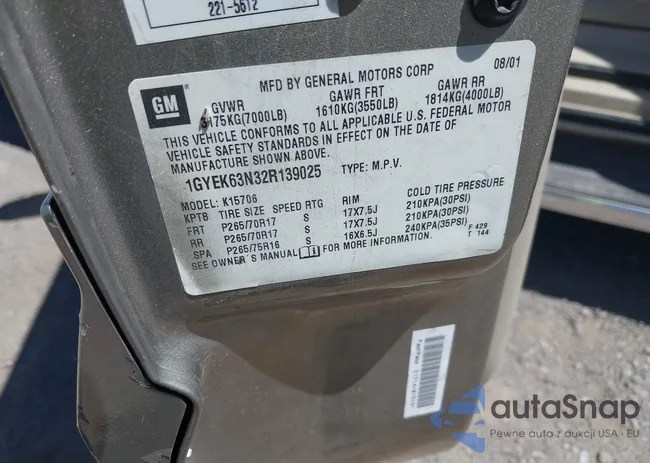 221-5612
GM
MFD BY GENERAL MOTORS CORP 08/01
GVWR GAWR FRT GAWR RR
3175KG(7000LB) 1610KG(3550LB) 1814KG(4000LB)
THIS VEHICLE CONFORMS TO ALL APPLICABLE U.S. FEDERAL MOTOR
VEHICLE SAFETY STANDARDS IN EFFECT ON THE DATE OF
MANUFACTURE SHOWN ABOVE.
1GYEK63N32R139025 TYPE: M.P.V.
MODEL: K15706
KPTB TIRE SIZE SPEED RTG RIM COLD TIRE PRESSURE
FRT P265/70R17 S 17X7.5J 210KPA(30PSI)
RR P265/70R17 S 17X7.5J 210KPA(30PSI)
SPA P265/75R16 S 16X6.5J 240KPA(35PSI)
SEE OWNER'S MANUAL FOR MORE INFORMATION.
F 429
T 144
autoSnap
Pewne auta z aukcji USA i EU